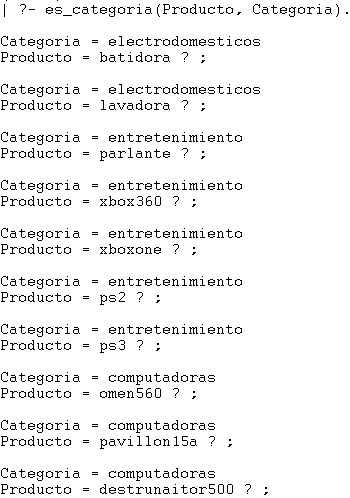 | ?- es_categoria(Producto, Categoria).
Categoria = electrodomesticos
Producto = batidora ? ;
Categoria = electrodomesticos
Producto = lavadora ? ;
Categoria = entretenimiento
Producto = parlante ? ;
Categoria = entretenimiento
Producto = xbox360 ? ;
Categoria = entretenimiento
Producto = xboxone ? ;
Categoria = entretenimiento
Producto = ps2 ? ;
Categoria = entretenimiento
Producto = ps3 ? ;
Categoria = computadoras
Producto = omen560 ? ;
Categoria = computadoras
Producto = pavillon15a ? ;
Categoria = computadoras
Producto = destrunaitor500 ? ;